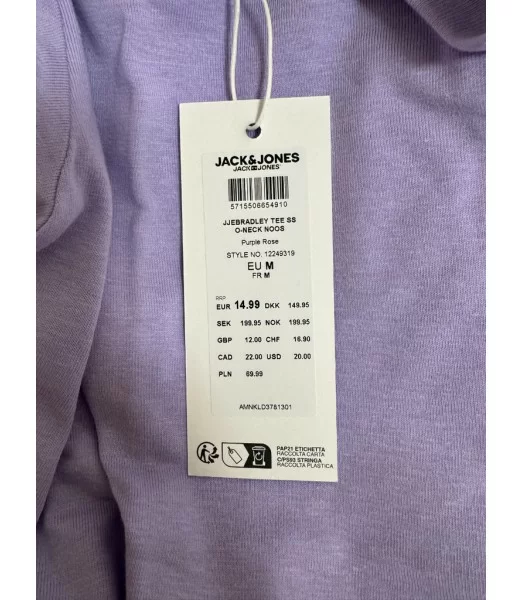 JACK&JONES
JACK&JONES
5715506654910
JJEBRADLEY TEE SS
O-NECK NOOS
Purple Rose
STYLE NO. 12249319
EU M
FR M
RRP
EUR 14.99 DKK 149.95
SEK 199.95 NOK 199.95
GBP 12.00 CHF 16.90
CAD 22.00 USD 20.00
PLN 69.99
AMNKLD3781301
PAP21 ETICHETTA
RACCOLTA CARTA
C/PS93 STRINGA
RACCOLTA PLASTICA